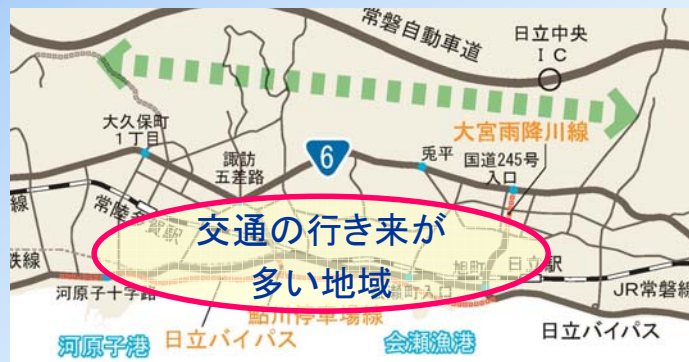 常磐自動車道
日立中央
IC
大久保町
1丁目
諏訪
五差路
6
兎平
大宮雨降川線
国道245号
入口
線
常陸多賀駅
交通の行き来が
多い地域
旭町
日立駅
鉄線
河原子十字路
JR常磐線
鮎川停車場線
河原子港
日立バイパス
会瀬漁港
日立バイパス